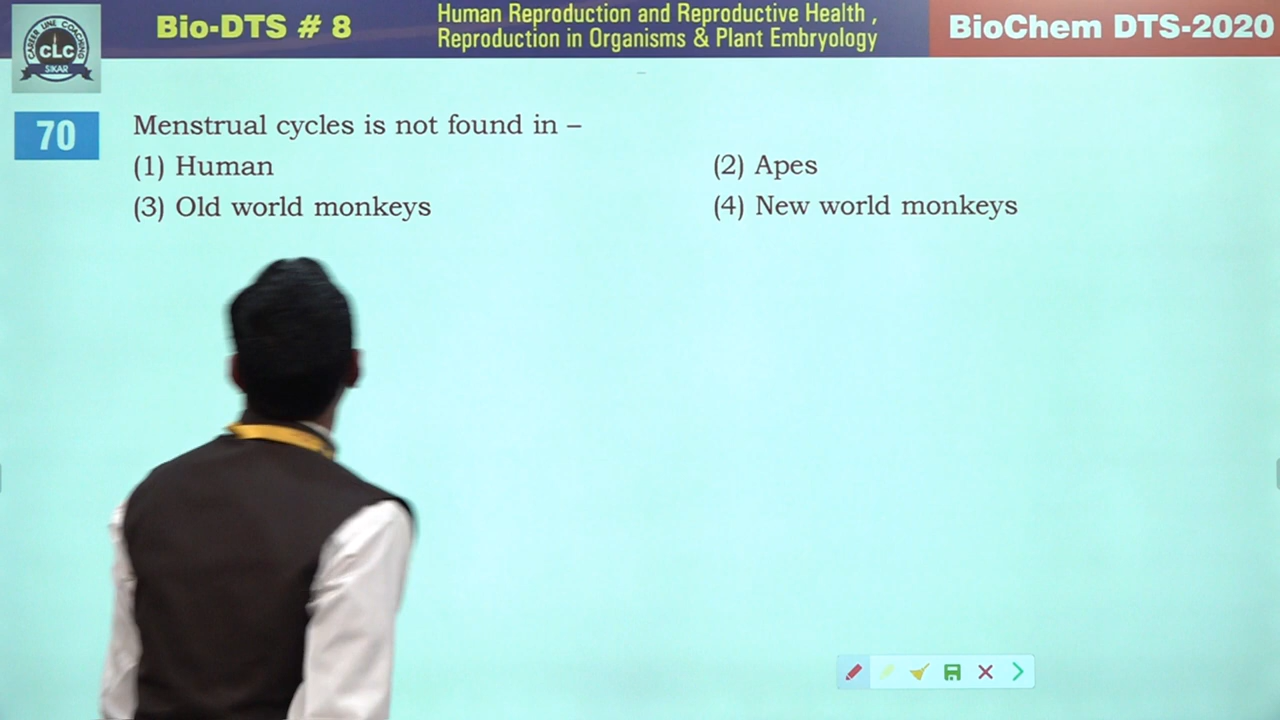 Bio-DTS # 8
Human Reproduction and Reproductive Health ,
Reproduction in Organisms & Plant Embryology
BioChem DTS-2020
CAREER LINE COACHING
CLC
SIKAR
70
Menstrual cycles is not found in –
(1) Human
(2) Apes
(3) Old world monkeys
(4) New world monkeys